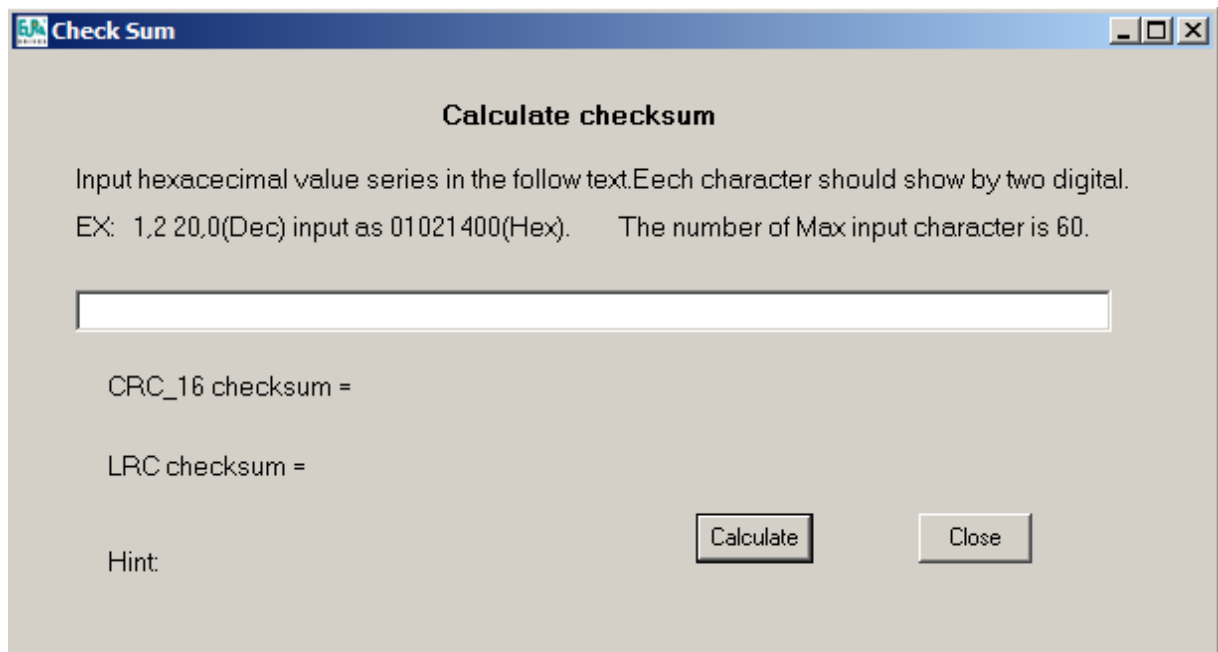 Check Sum
Calculate checksum
Input hexacecimal value series in the follow text.Eech character should show by two digital.
EX: 1,2 20,0(Dec) input as 01021400(Hex). The number of Max input character is 60.
CRC_16 checksum =
LRC checksum =
Calculate
Close
Hint: